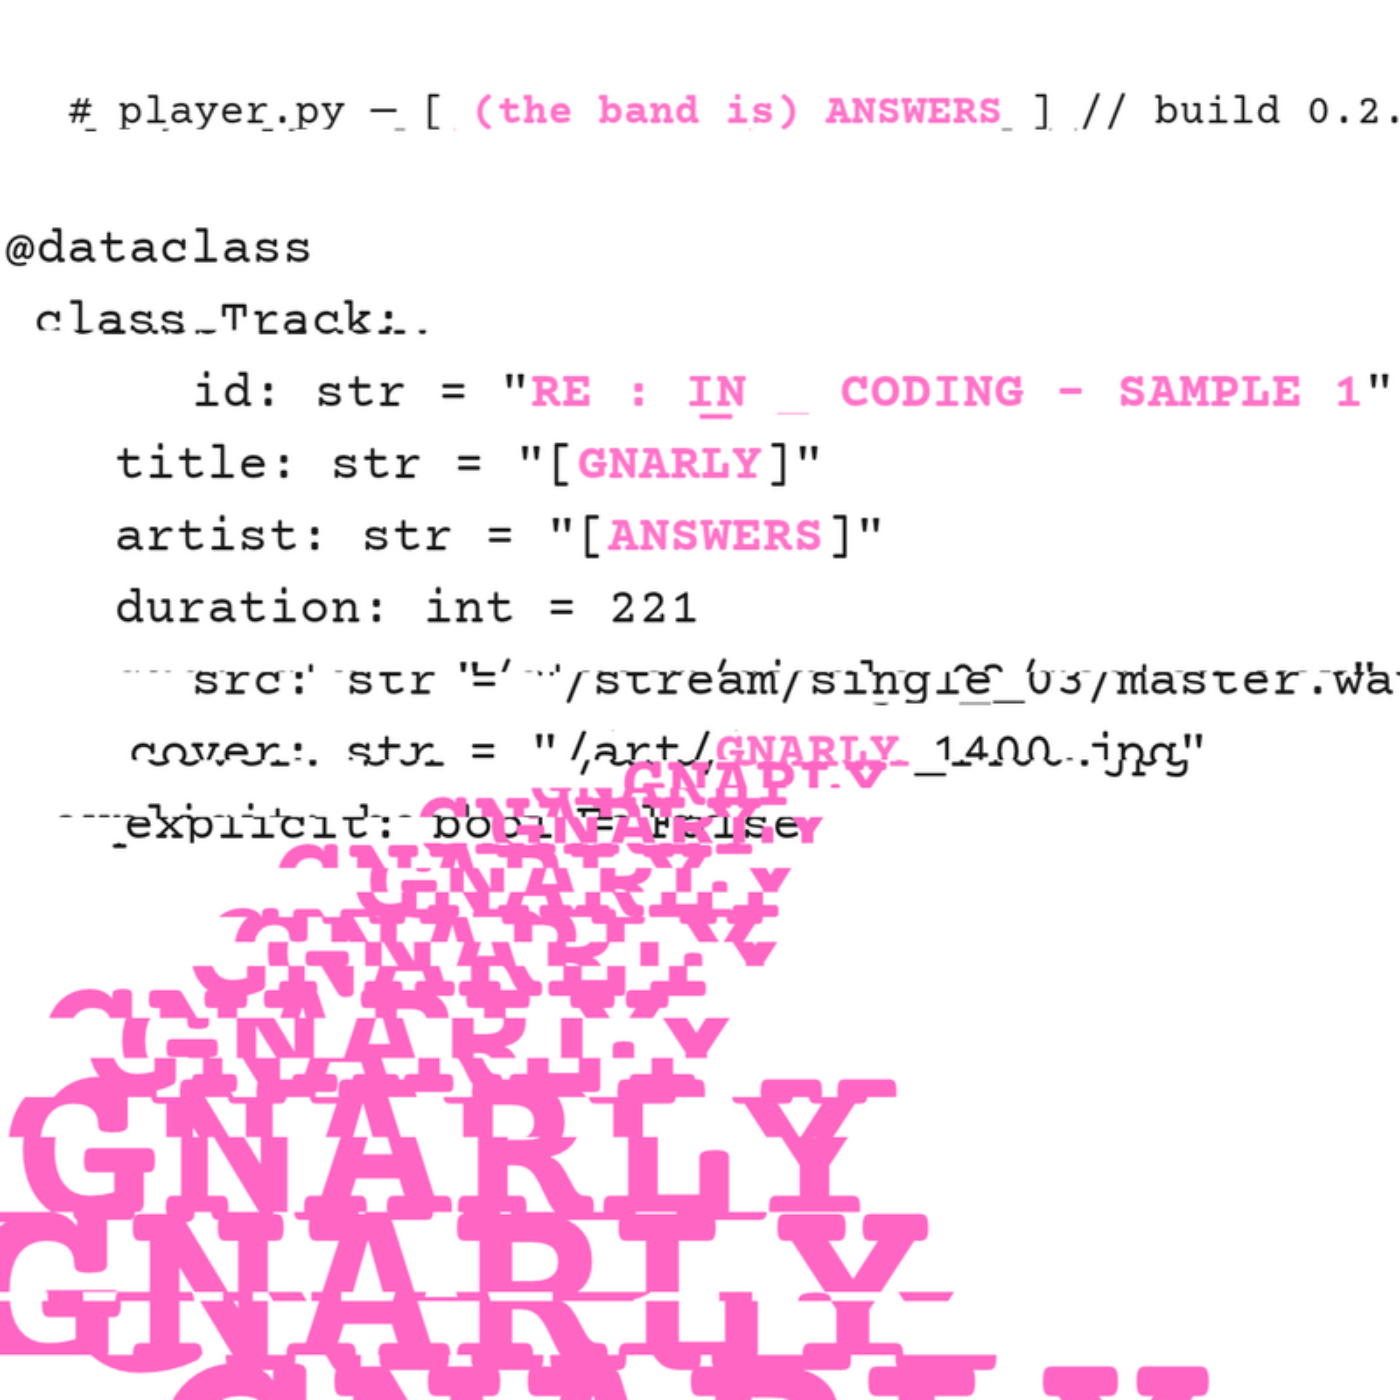 # player.py — [ (the band is) ANSWERS ] // build 0.2.
@dataclass
class Track:
id: str = "RE : IN _ CODING - SAMPLE 1"
title: str = "[GNARLY]"
artist: str = "[ANSWERS]"
duration: int = 221
src: str = "/stream/single_03/master.wa
cover: str = "/art/GNARLY_1400.jpg"
GNARLY
explicit: bool = False
GNARLY
GNARLY
GNARLY
GNARLY
GNARLY
GNARLY
GNARLY